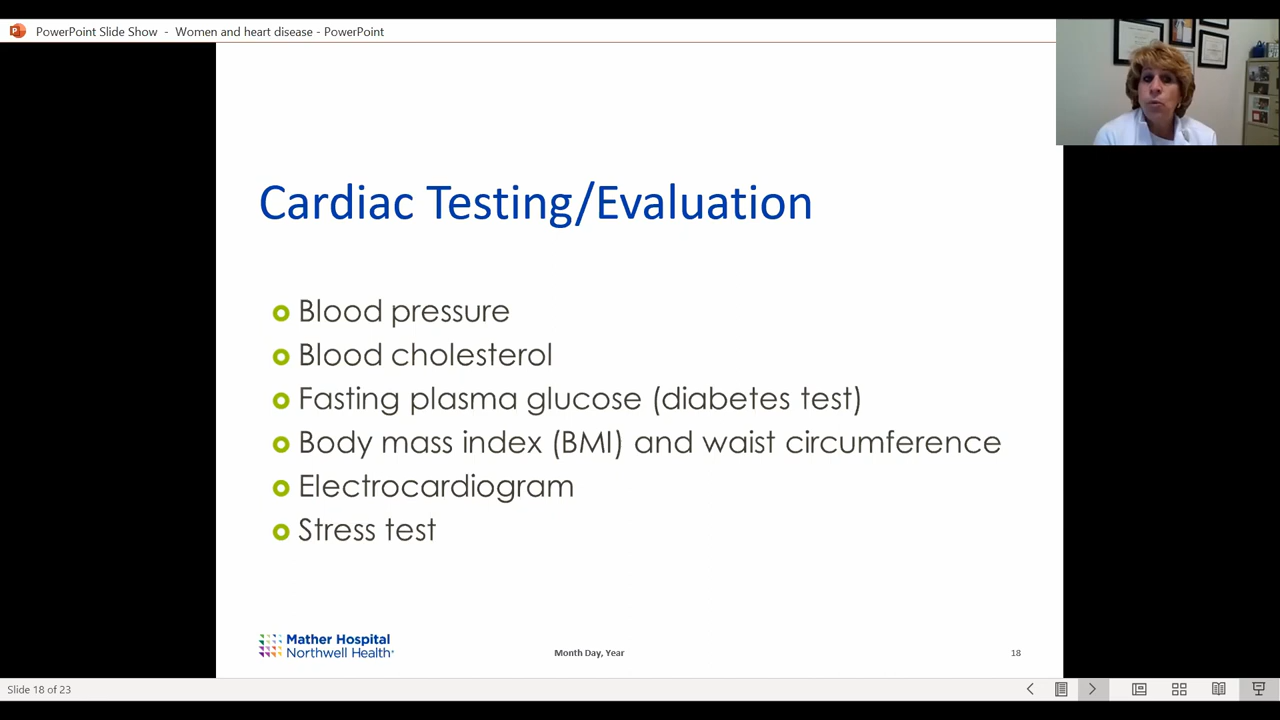 PowerPoint Slide Show - Women and heart disease - PowerPoint
Cardiac Testing/Evaluation
Blood pressure
Blood cholesterol
Fasting plasma glucose (diabetes test)
Body mass index (BMI) and waist circumference
Electrocardiogram
Stress test
Mather Hospital
Northwell Health®
Month Day, Year
18
Slide 18 of 23